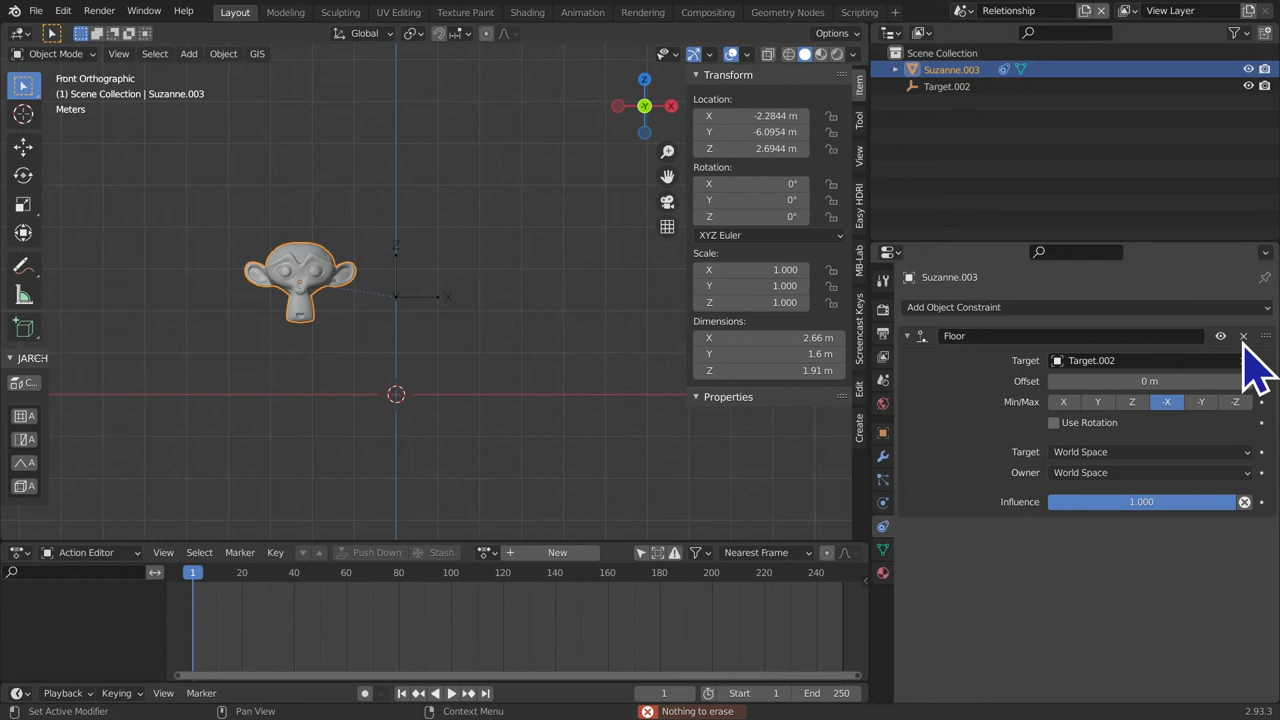 File Edit Render Window Help Layout Modeling Sculpting UV Editing Texture Paint Shading Animation Rendering Compositing Geometry Nodes Scripting + Relationship View Layer
Global Options
Object Mode View Select Add Object GIS
Front Orthographic
(1) Scene Collection | Suzanne.003
Meters
Z
-Y
X
Z
X
JARCH
C...
A
A
A
A
Transform
Location:
X -2.2844 m
Y -6.0954 m
Z 2.6944 m
Rotation:
X 0°
Y 0°
Z 0°
XYZ Euler
Scale:
X 1.000
Y 1.000
Z 1.000
Dimensions:
X 2.66 m
Y 1.6 m
Z 1.91 m
Properties
Item
Tool
View
Easy HDRI
MB-Lab
Screencast Keys
Edit
Create
Scene Collection
Suzanne.003
Target.002
Suzanne.003
Add Object Constraint
Floor
Target Target.002
Offset 0 m
Min/Max X Y Z -X -Y -Z
Use Rotation
Target World Space
Owner World Space
Influence 1.000
Action Editor View Select Marker Key Push Down Stash New Nearest Frame
1 20 40 60 80 100 120 140 160 180 200 220 240
Playback Keying View Marker 1 Start 1 End 250
Set Active Modifier Pan View Context Menu Nothing to erase 2.93.3